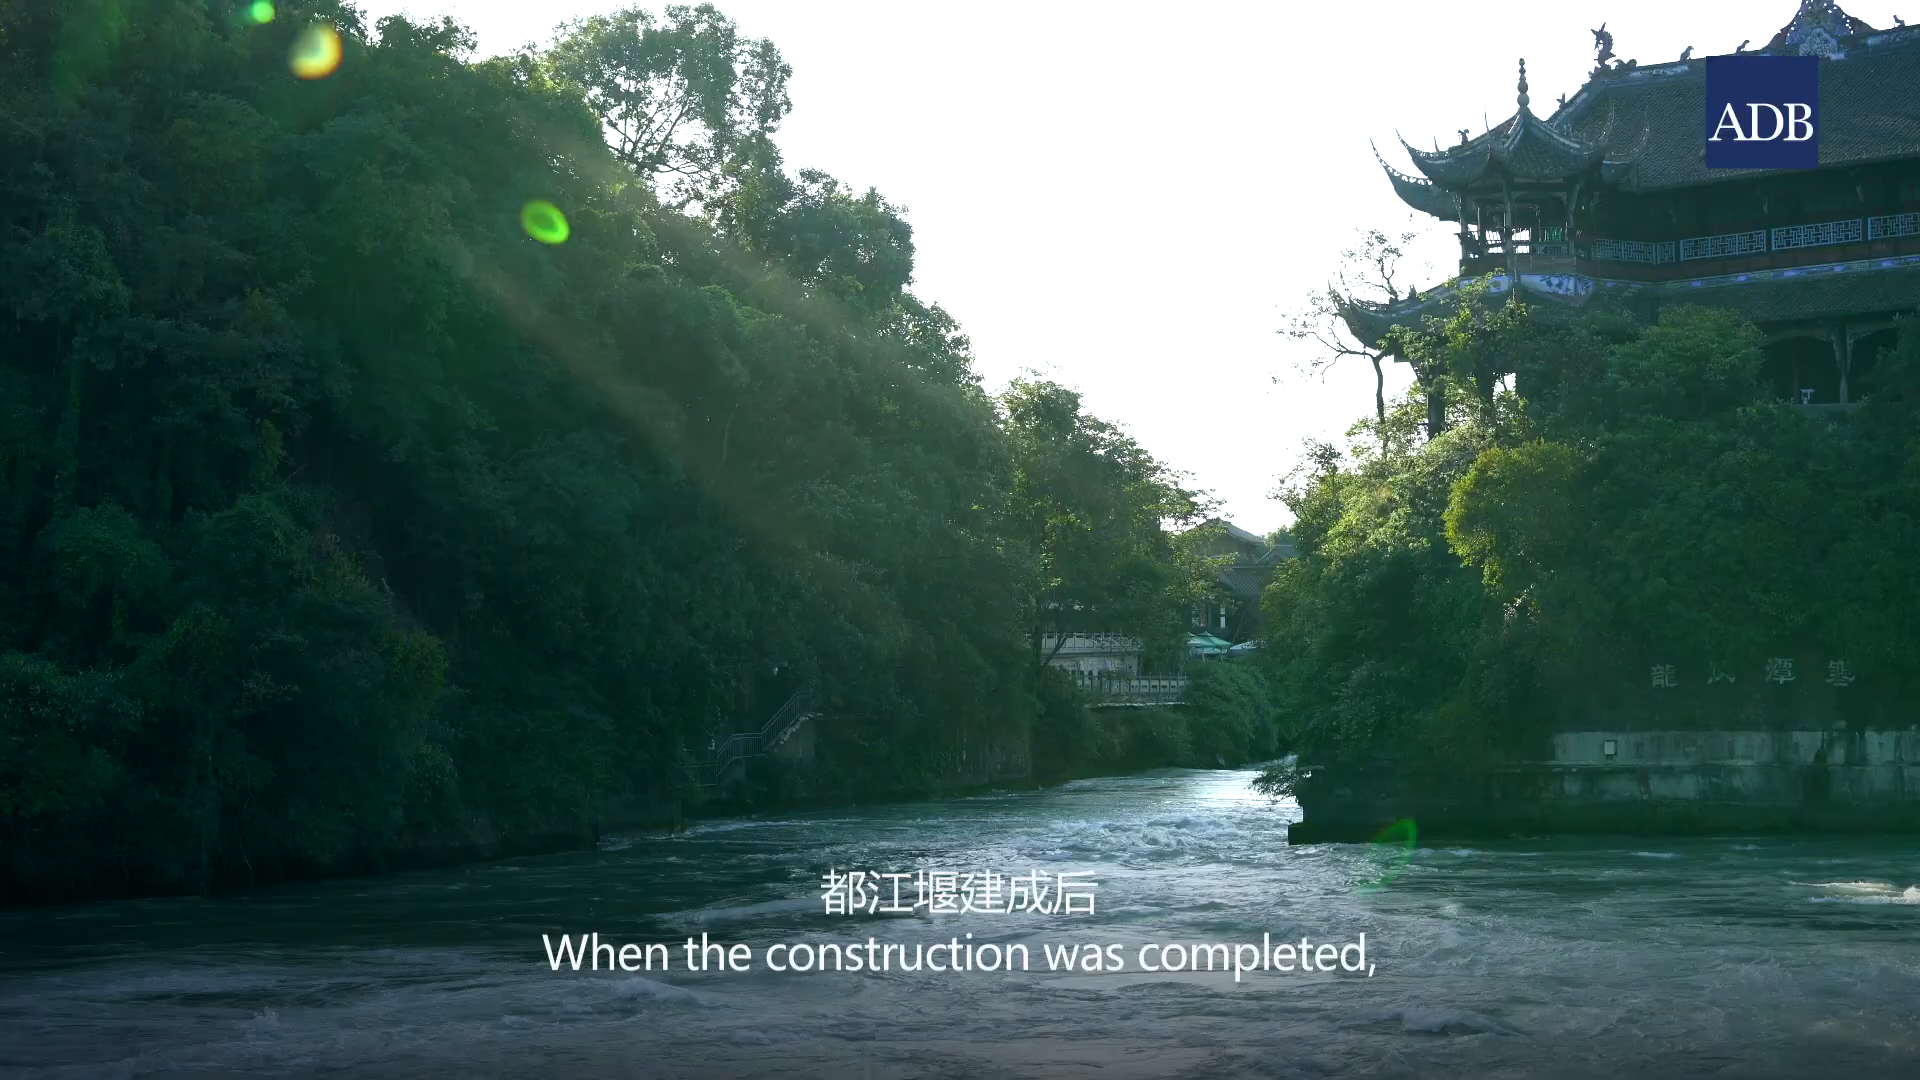 ADB
都江堰建成后
When the construction was completed,